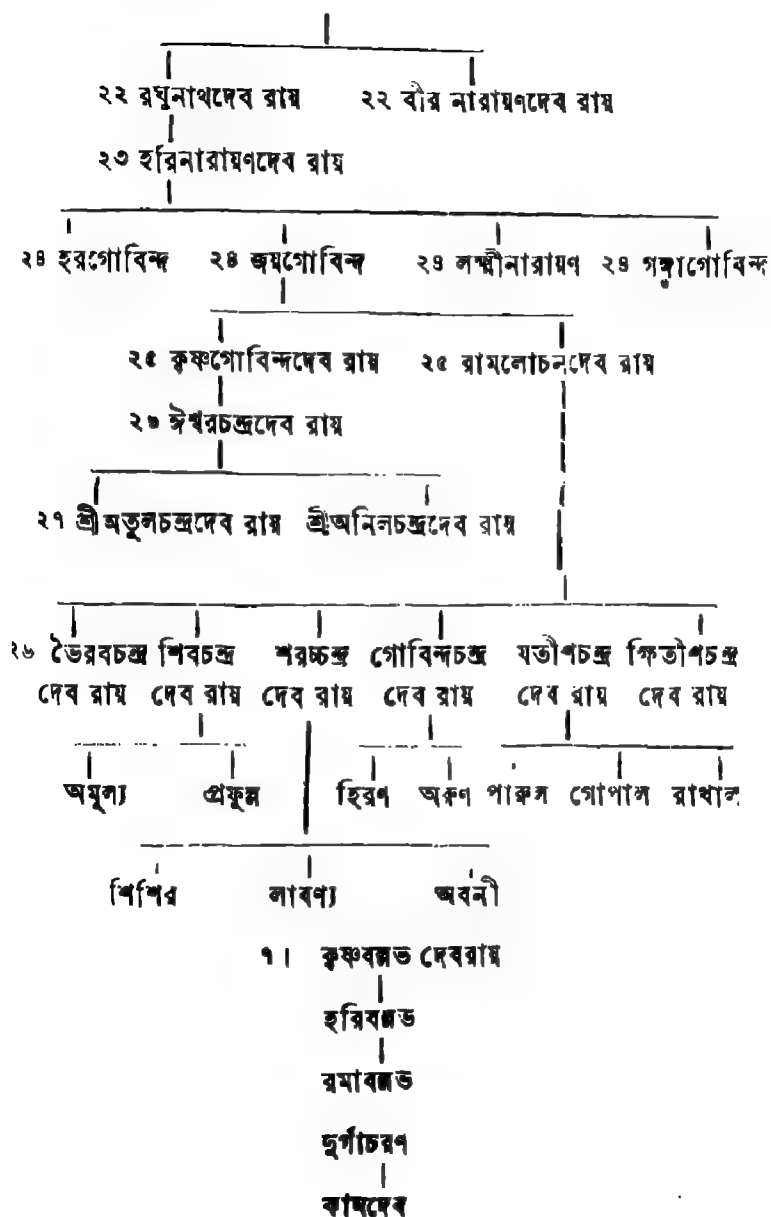 ২২ রঘুনাথদেব রায় ২২ বীর নারায়ণদেব রায়
২৩ হরিনারায়ণদেব রায়
২৪ হরগোবিন্দ ২৪ জয়গোবিন্দ ২৪ লক্ষ্মীনারায়ণ ২৪ গঙ্গাগোবিন্দ
২৫ কৃষ্ণগোবিন্দদেব রায় ২৫ রামলোচনদেব রায়
২৬ ঈশ্বরচন্দ্রদেব রায়
২৭ শ্রীঅতুলচন্দ্রদেব রায় শ্রীঅনিলচন্দ্রদেব রায়
২৬ ভৈরবচন্দ্র শিবচন্দ্র শরচ্চন্দ্র গোবিন্দচন্দ্র যতীশচন্দ্র ক্ষিতীশচন্দ্র
দেব রায় দেব রায় দেব রায় দেব রায় দেব রায় দেব রায়
অমূল্য প্রফুল্ল হিরণ অরুণ পারুল গোপাল রাখাল
শিশির লাবণ্য অবনী
৭। কৃষ্ণবল্লভ দেবরায়
হরিবল্লভ
রমাবল্লভ
দুর্গাচরণ
কামদেব